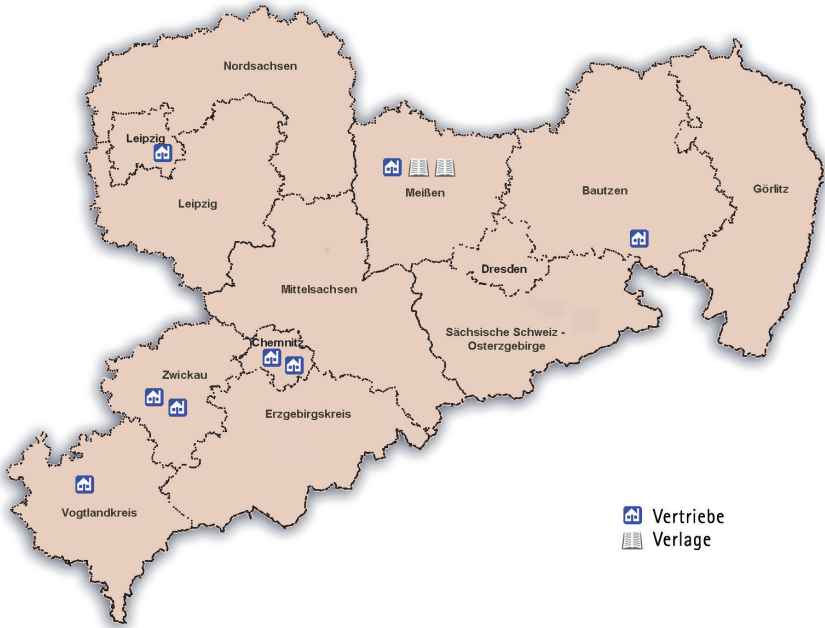 Nordsachsen
Leipzig
Leipzig
Meißen
Bautzen
Görlitz
Dresden
Mittelsachsen
Sächsische Schweiz -
Osterzgebirge
Chemnitz
Zwickau
Erzgebirgskreis
Vogtlandkreis
Vertriebe
Verlage